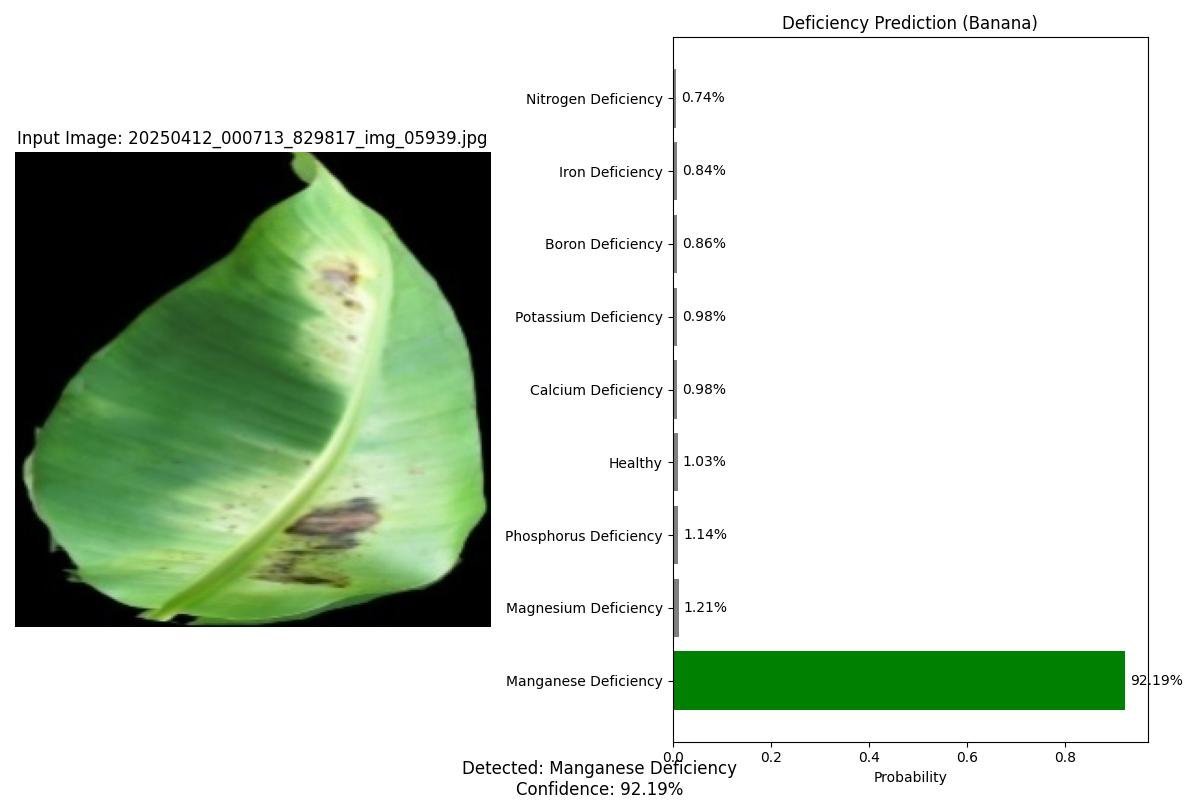 Deficiency Prediction (Banana)
Input Image: 20250412_000713_829817_img_05939.jpg
Nitrogen Deficiency 0.74%
Iron Deficiency 0.84%
Boron Deficiency 0.86%
Potassium Deficiency 0.98%
Calcium Deficiency 0.98%
Healthy 1.03%
Phosphorus Deficiency 1.14%
Magnesium Deficiency 1.21%
Manganese Deficiency 92.19%
0.0 0.2 0.4 0.6 0.8
Probability
Detected: Manganese Deficiency
Confidence: 92.19%